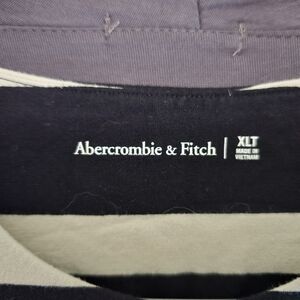 Abercrombie & Fitch | XLT
MADE IN
VIETNAM